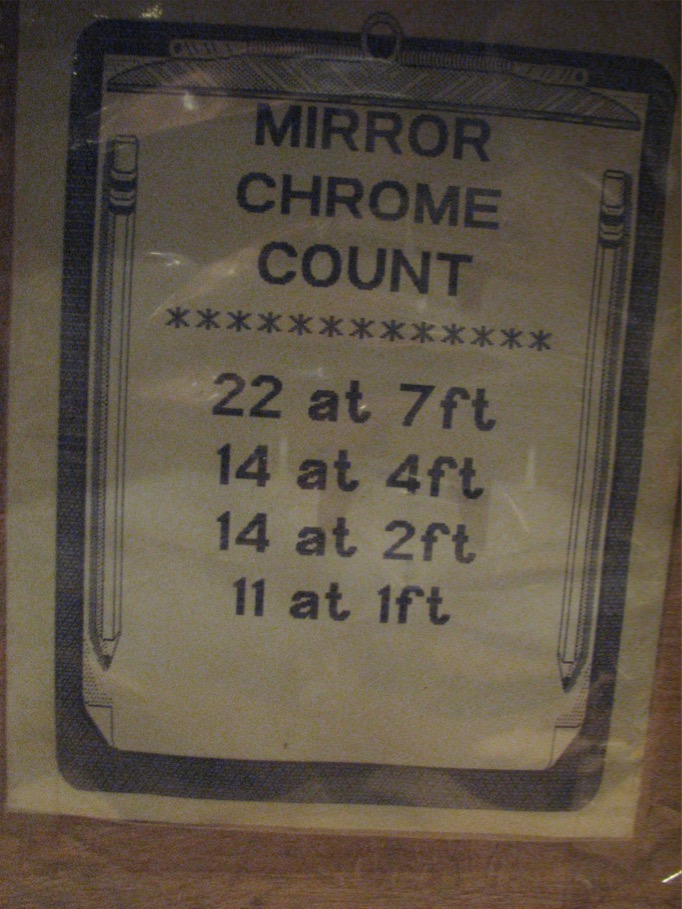 MIRROR
CHROME
COUNT
*************
22 at 7ft
14 at 4ft
14 at 2ft
11 at 1ft